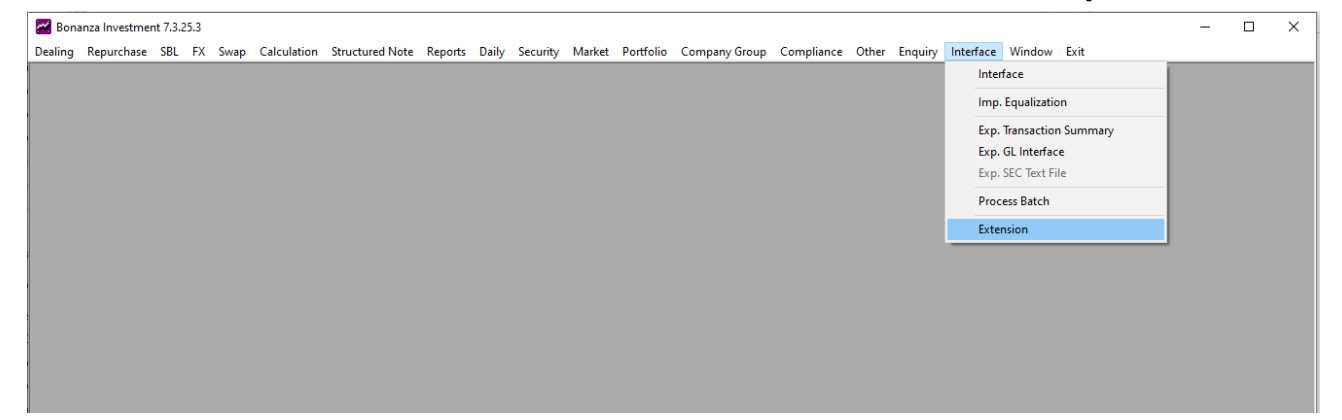 Bonanza Investment 7.3.25.3
Dealing Repurchase SBL FX Swap Calculation Structured Note Reports Daily Security Market Portfolio Company Group Compliance Other Enquiry Interface Window Exit
Interface
Imp. Equalization
Exp. Transaction Summary
Exp. GL Interface
Exp. SEC Text File
Process Batch
Extension